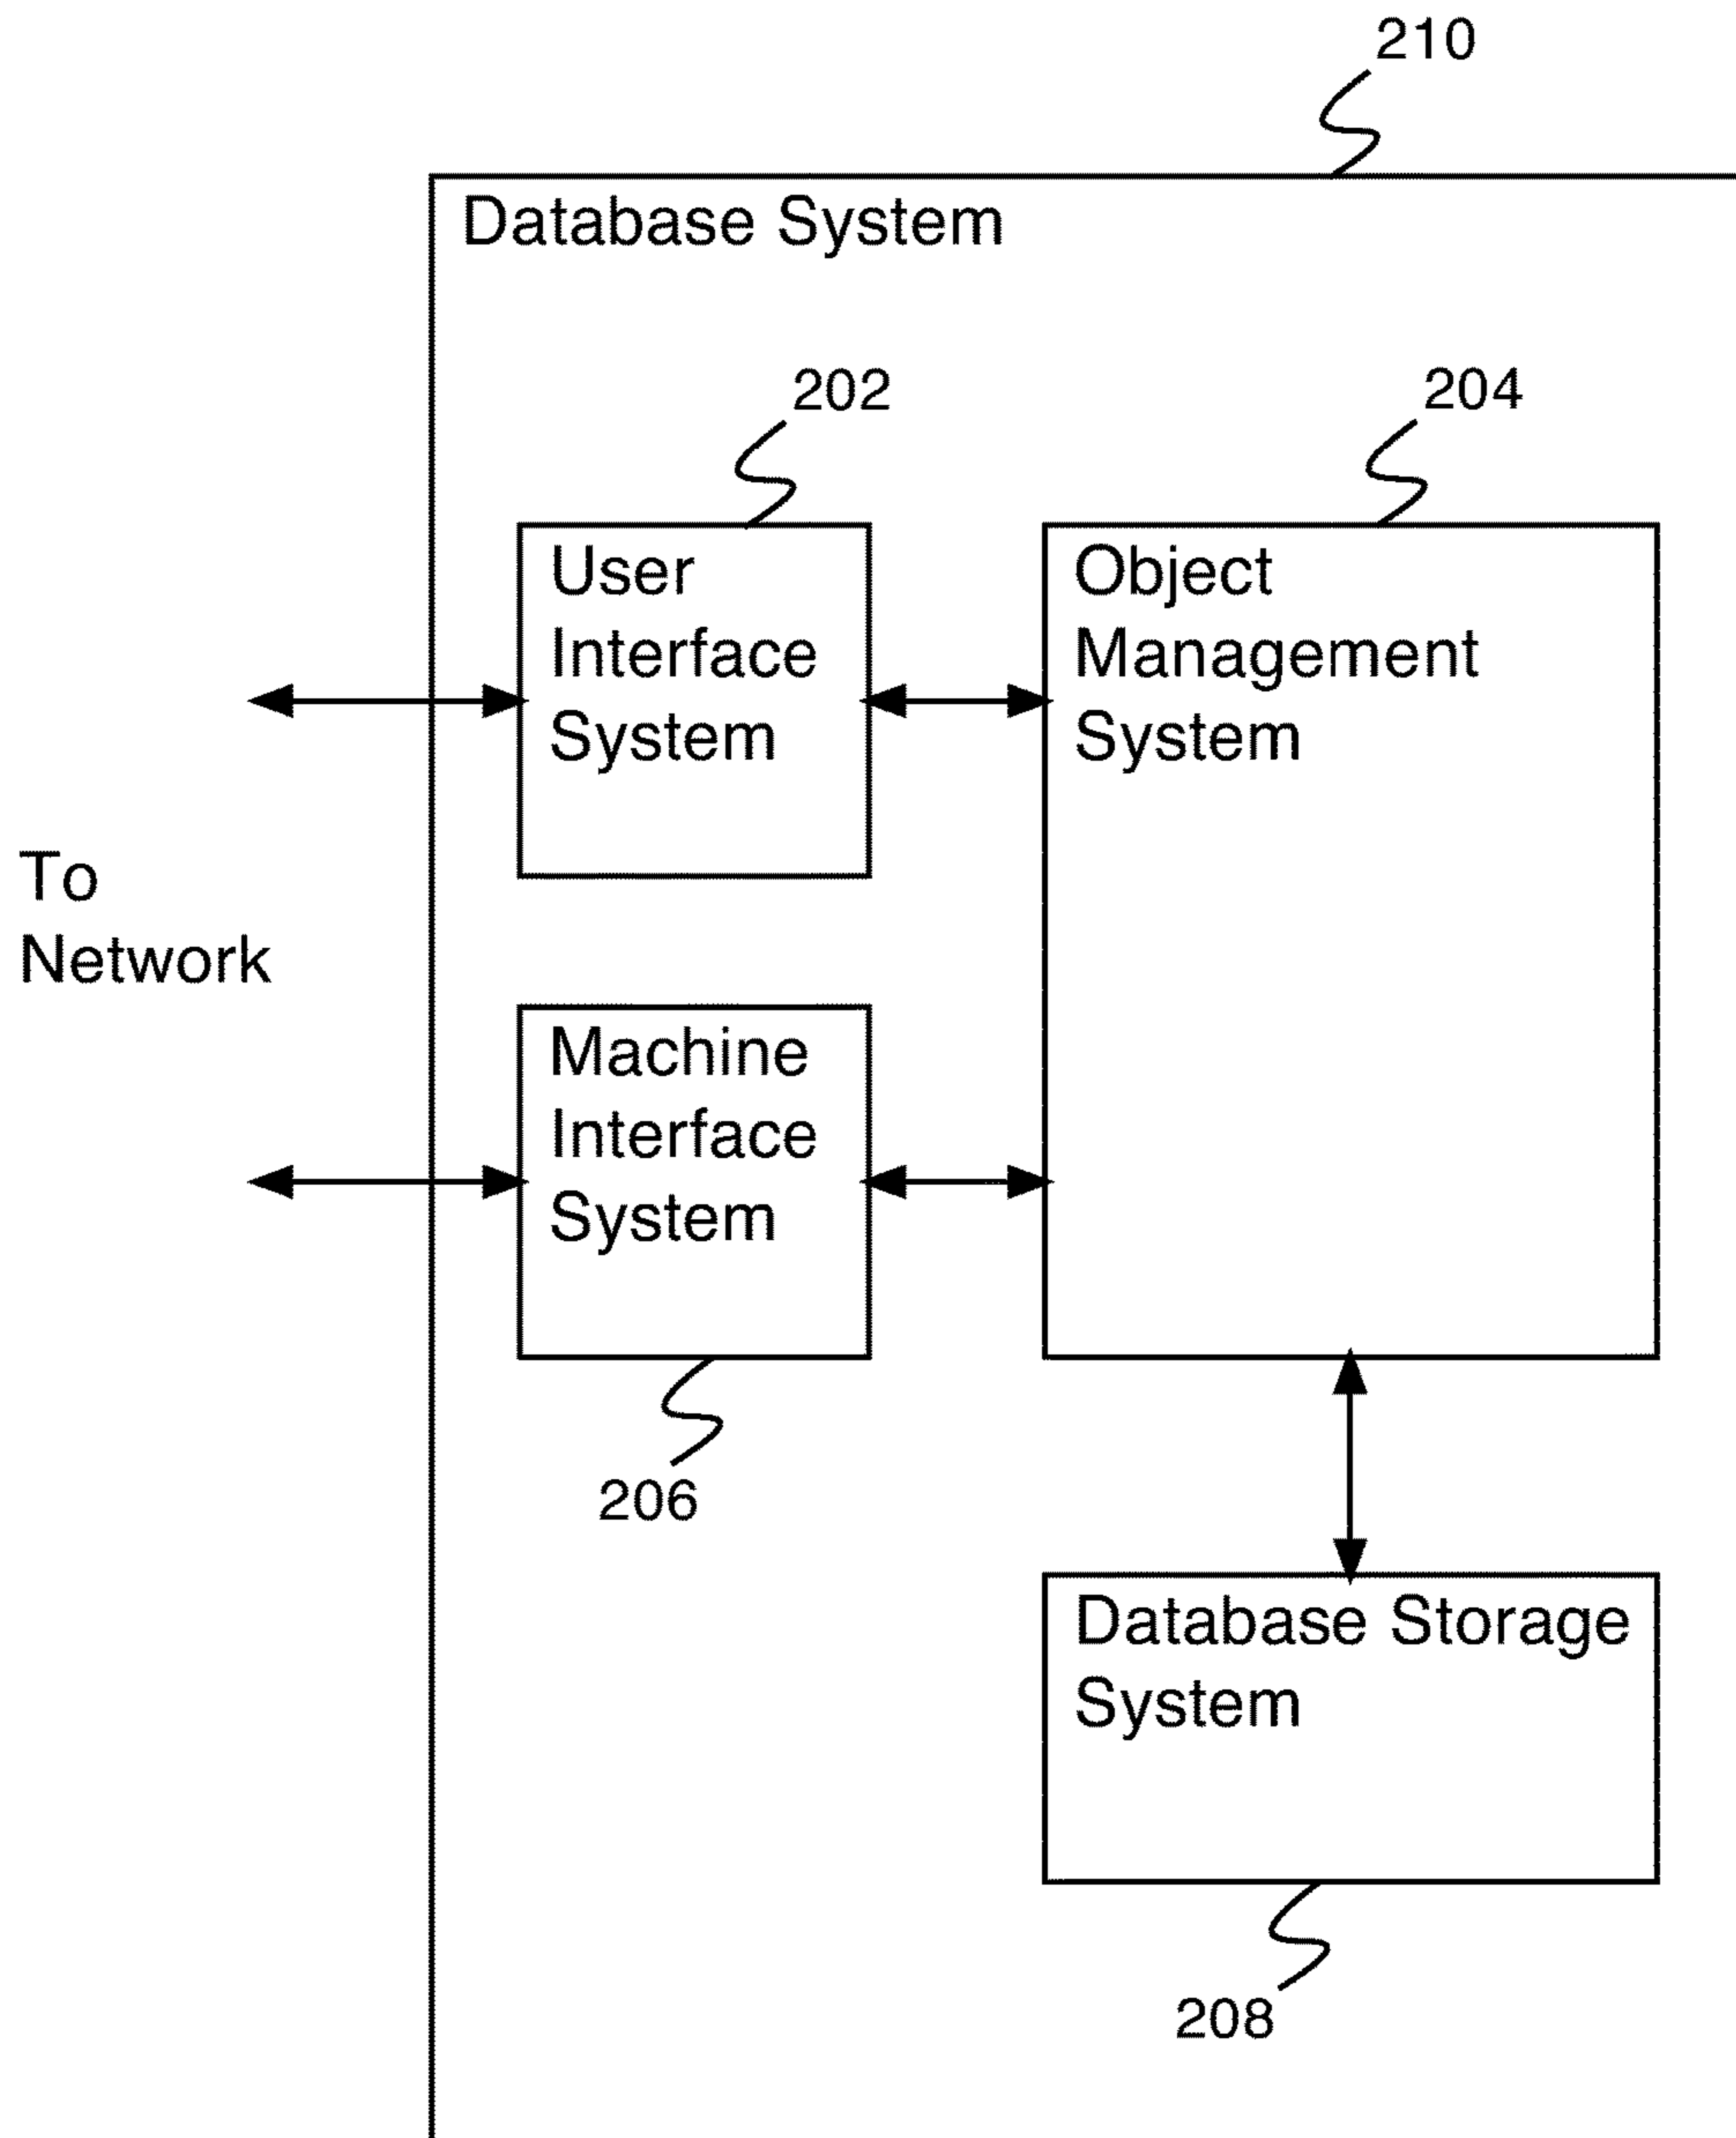 210
Database System
202
204
User
Interface
System
Object
Management
System
To
Network
Machine
Interface
System
206
Database Storage
System
208